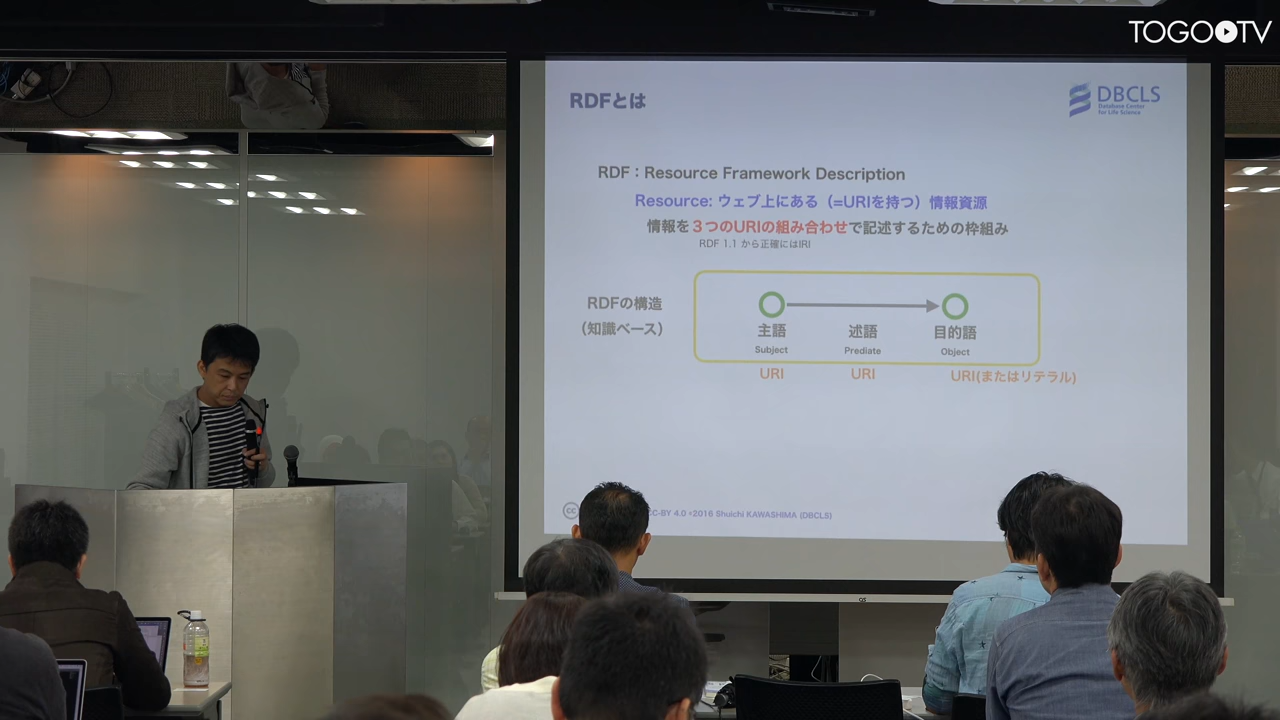 TOGO TV
RDFとは
DBCLS
Database Center
for Life Science
RDF：Resource Framework Description
Resource: ウェブ上にある（=URIを持つ）情報資源
情報を３つのURIの組み合わせで記述するための枠組み
RDF 1.1 から正確にはIRI
RDFの構造
（知識ベース）
主語 述語 目的語
Subject Prediate Object
URI URI URI(またはリテラル)
cc CC-BY 4.0 ©2016 Shuichi KAWASHIMA (DBCLS)